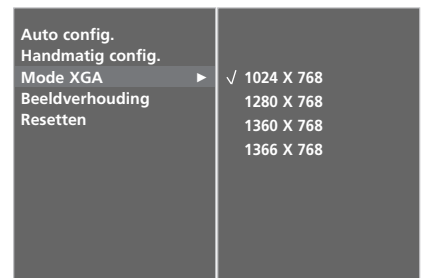 Auto config.
Handmatig config.
Mode XGA ►
Beeldverhouding
Resetten
√ 1024 X 768
1280 X 768
1360 X 768
1366 X 768